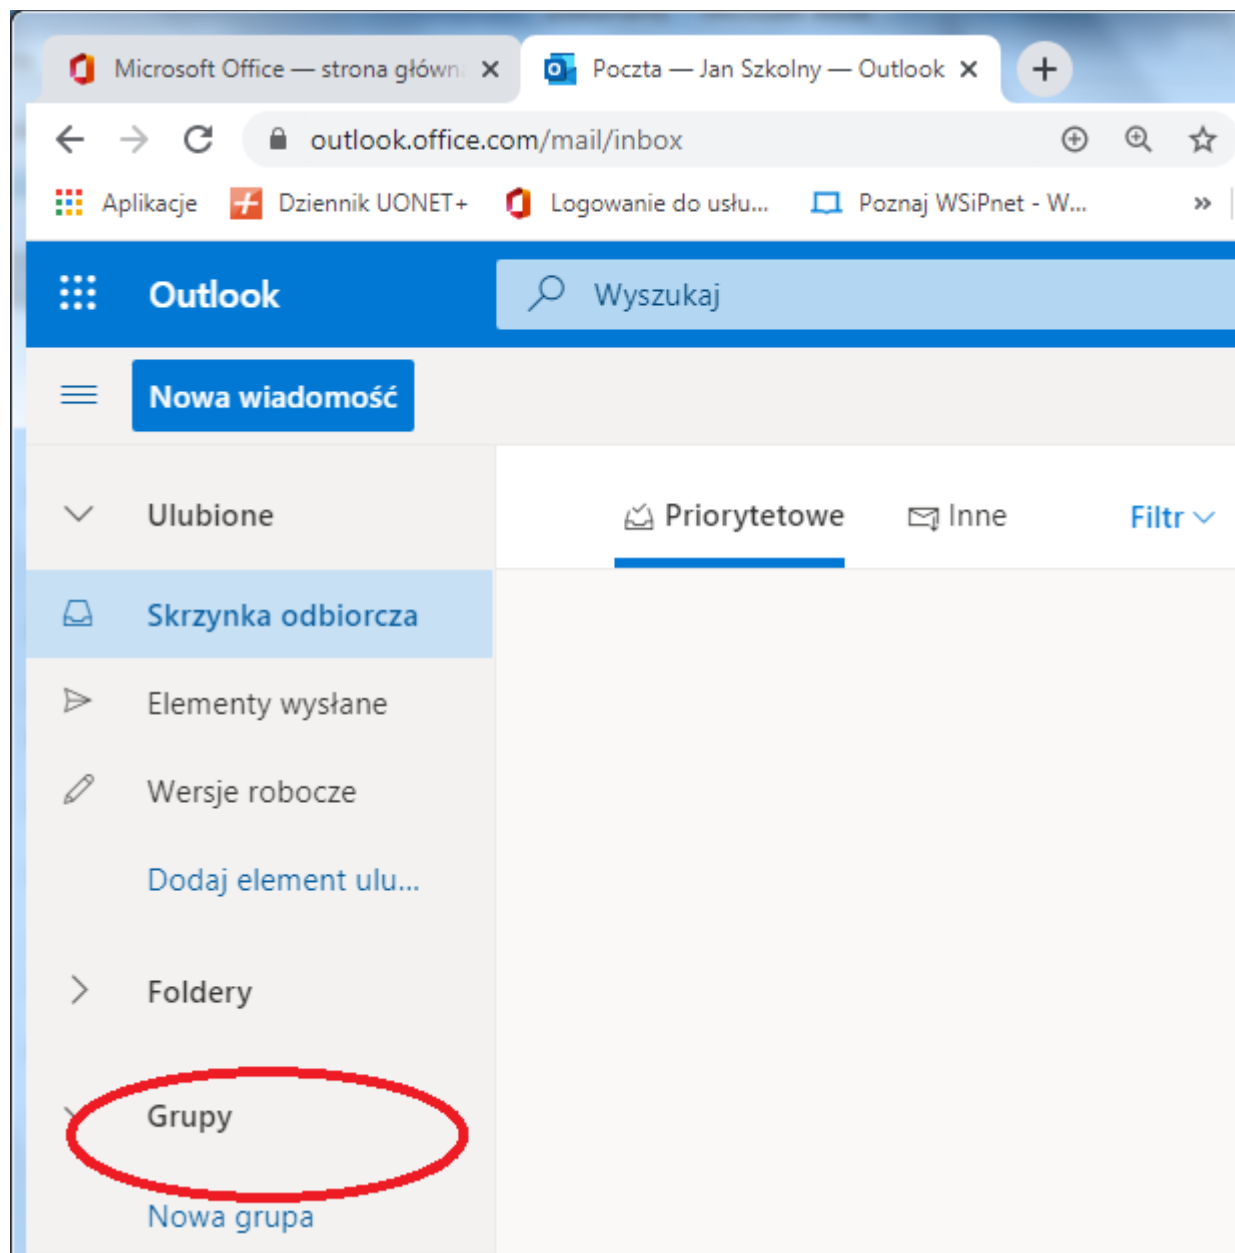 Microsoft Office — strona główn
Poczta — Jan Szkolny — Outlook
outlook.office.com/mail/inbox
Aplikacje Dziennik UONET+ Logowanie do usłu... Poznaj WSiPnet - W... »
Outlook Wyszukaj
Nowa wiadomość
Ulubione
Priorytetowe Inne Filtr
Skrzynka odbiorcza
Elementy wysłane
Wersje robocze
Dodaj element ulu...
Foldery
Grupy
Nowa grupa